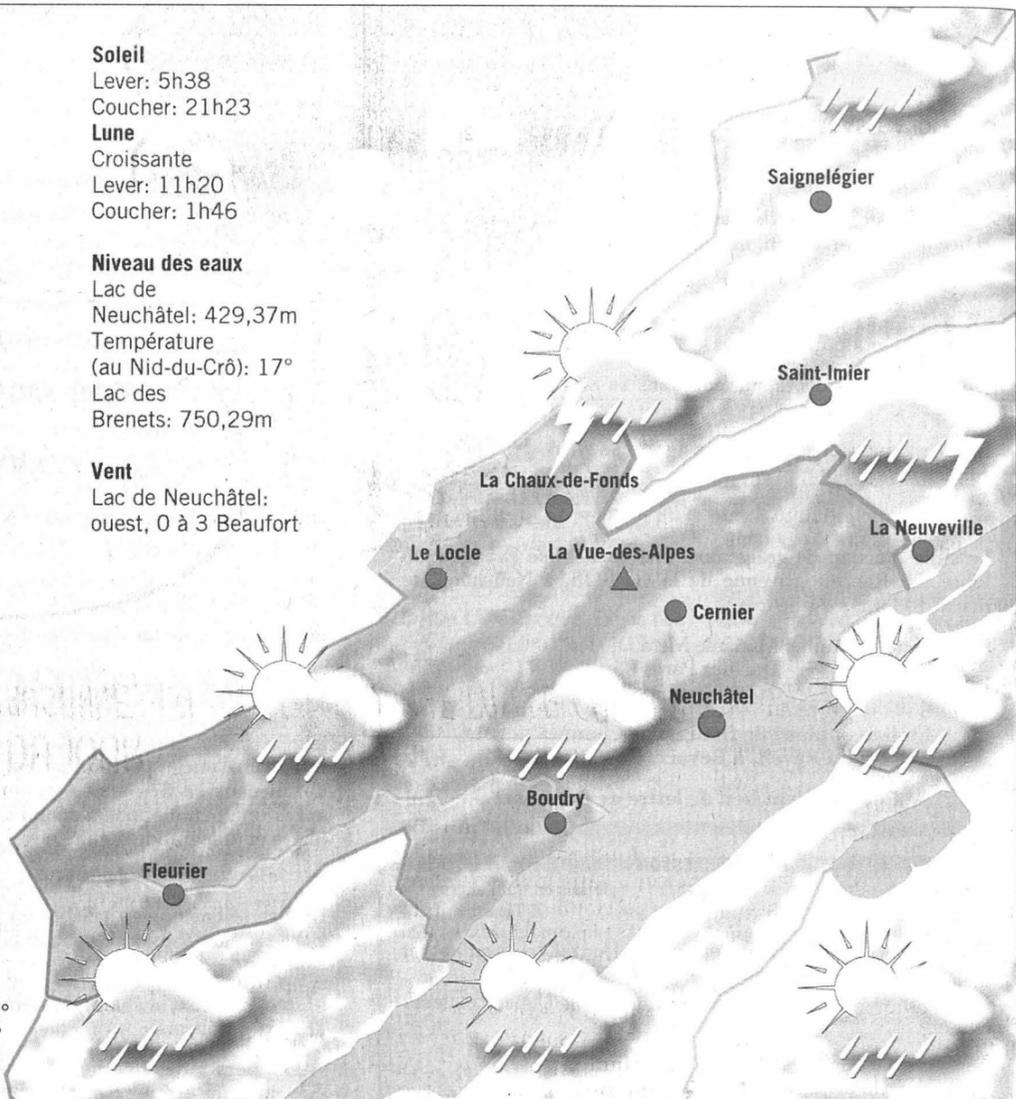 Soleil
Lever: 5h38
Coucher: 21h23
Lune
Croissante
Lever: 11h20
Coucher: 1h46
Niveau des eaux
Lac de
Neuchâtel: 429,37m
Température
(au Nid-du-Crô): 17°
Lac des
Brenets: 750,29m
Vent
Lac de Neuchâtel:
ouest, 0 à 3 Beaufort
Saignelégier
Saint-Imier
La Chaux-de-Fonds
La Neuveville
Le Locle
La Vue-des-Alpes
Cernier
Neuchâtel
Boudry
Fleurier